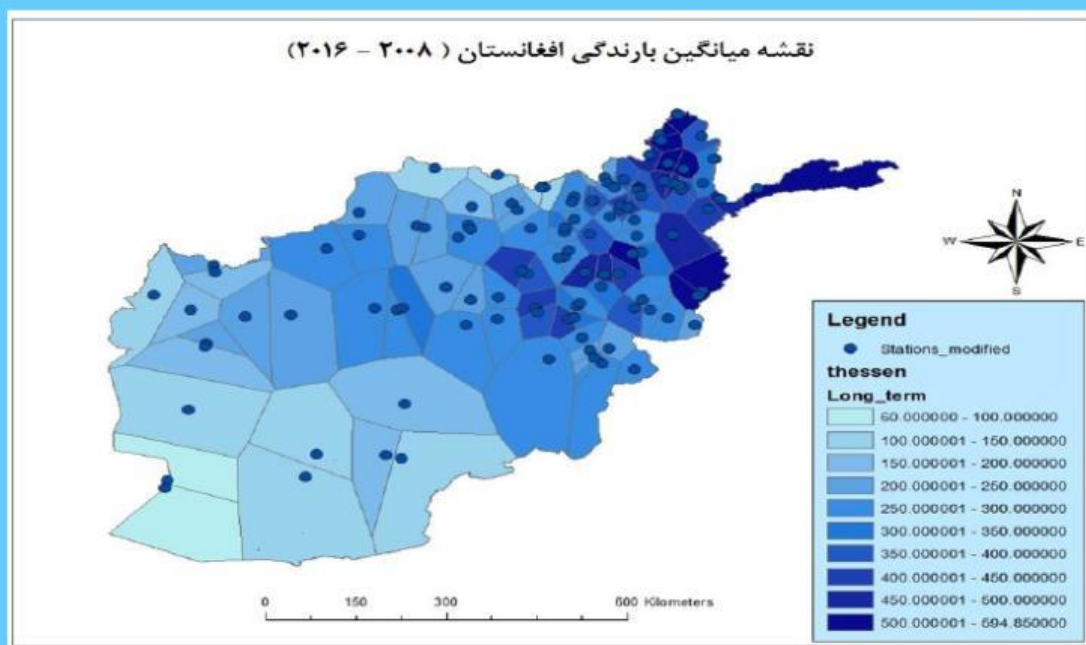 نقشه میانگین بارندگی افغانستان ( ۲۰۰۸ - ۲۰۱۶)
N
W
E
S
Legend
Stations_modified
thessen
Long_term
60.000000 - 100.000000
100.000001 - 150.000000
150.000001 - 200.000000
200.000001 - 250.000000
250.000001 - 300.000000
300.000001 - 350.000000
350.000001 - 400.000000
400.000001 - 450.000000
450.000001 - 500.000000
500.000001 - 594.850000
0 150 300 600 Kilometers